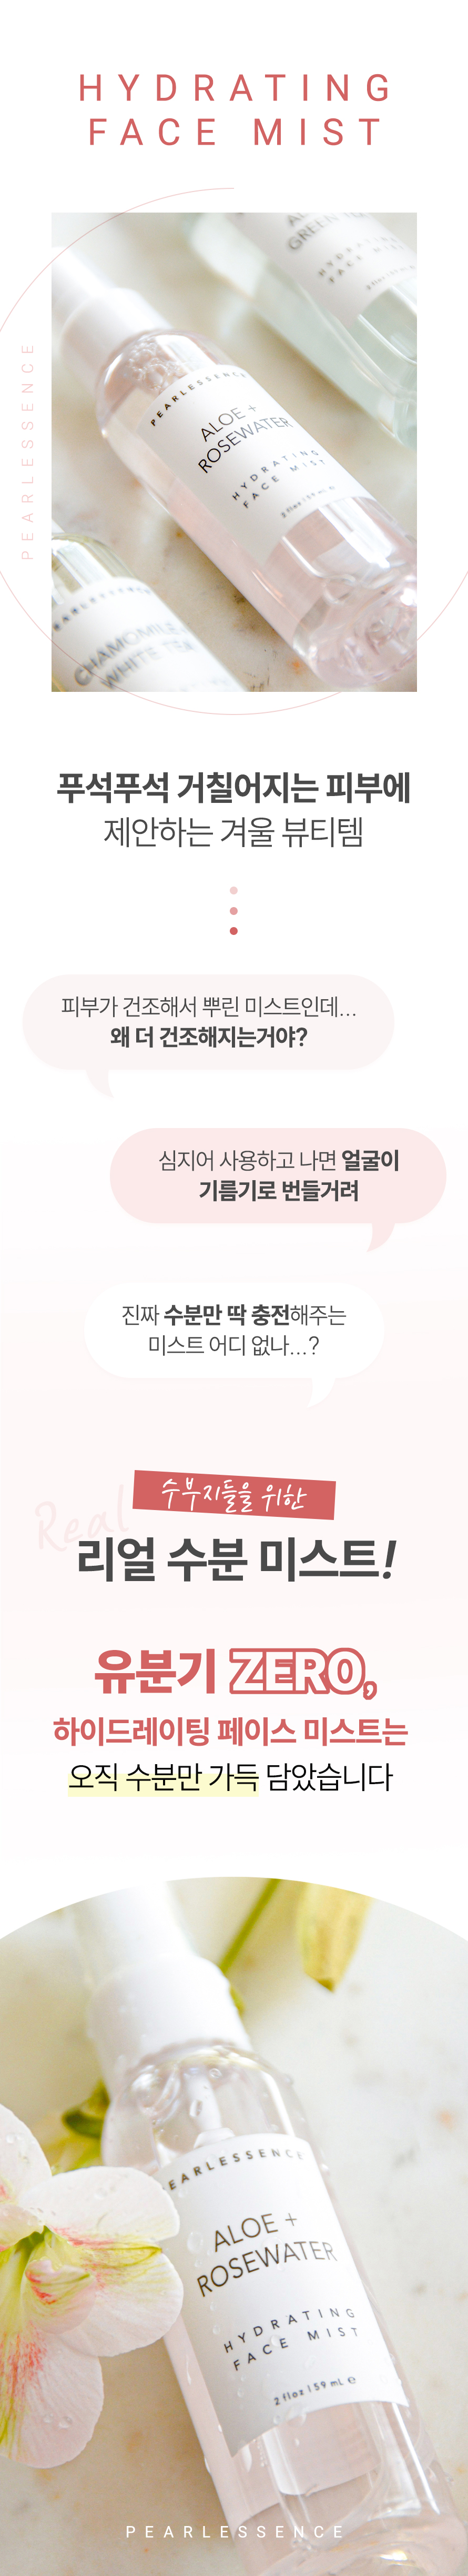 HYDRATING
FACE MIST
PEARLESSENCE
GREEN TEA
HYDRATING
FACE MIST
PEARLESSENCE
ALOE +
ROSEWATER
HYDRATING
FACE MIST
2 fl oz | 59 mL
PEARLESSENCE
CHAMOMILE
WHITE TEA
푸석푸석 거칠어지는 피부에
제안하는 겨울 뷰티템
피부가 건조해서 뿌린 미스트인데...
왜 더 건조해지는거야?
심지어 사용하고 나면 얼굴이
기름기로 번들거려
진짜 수분만 딱 충전해주는
미스트 어디 없나...?
Real
수부지들을 위한
리얼 수분 미스트!
유분기 ZERO,
하이드레이팅 페이스 미스트는
오직 수분만 가득 담았습니다
EARLESSENCE
ALOE +
ROSEWATER
HYDRATING
FACE MIST
2 fl oz | 59 mL e
PEARLESSENCE